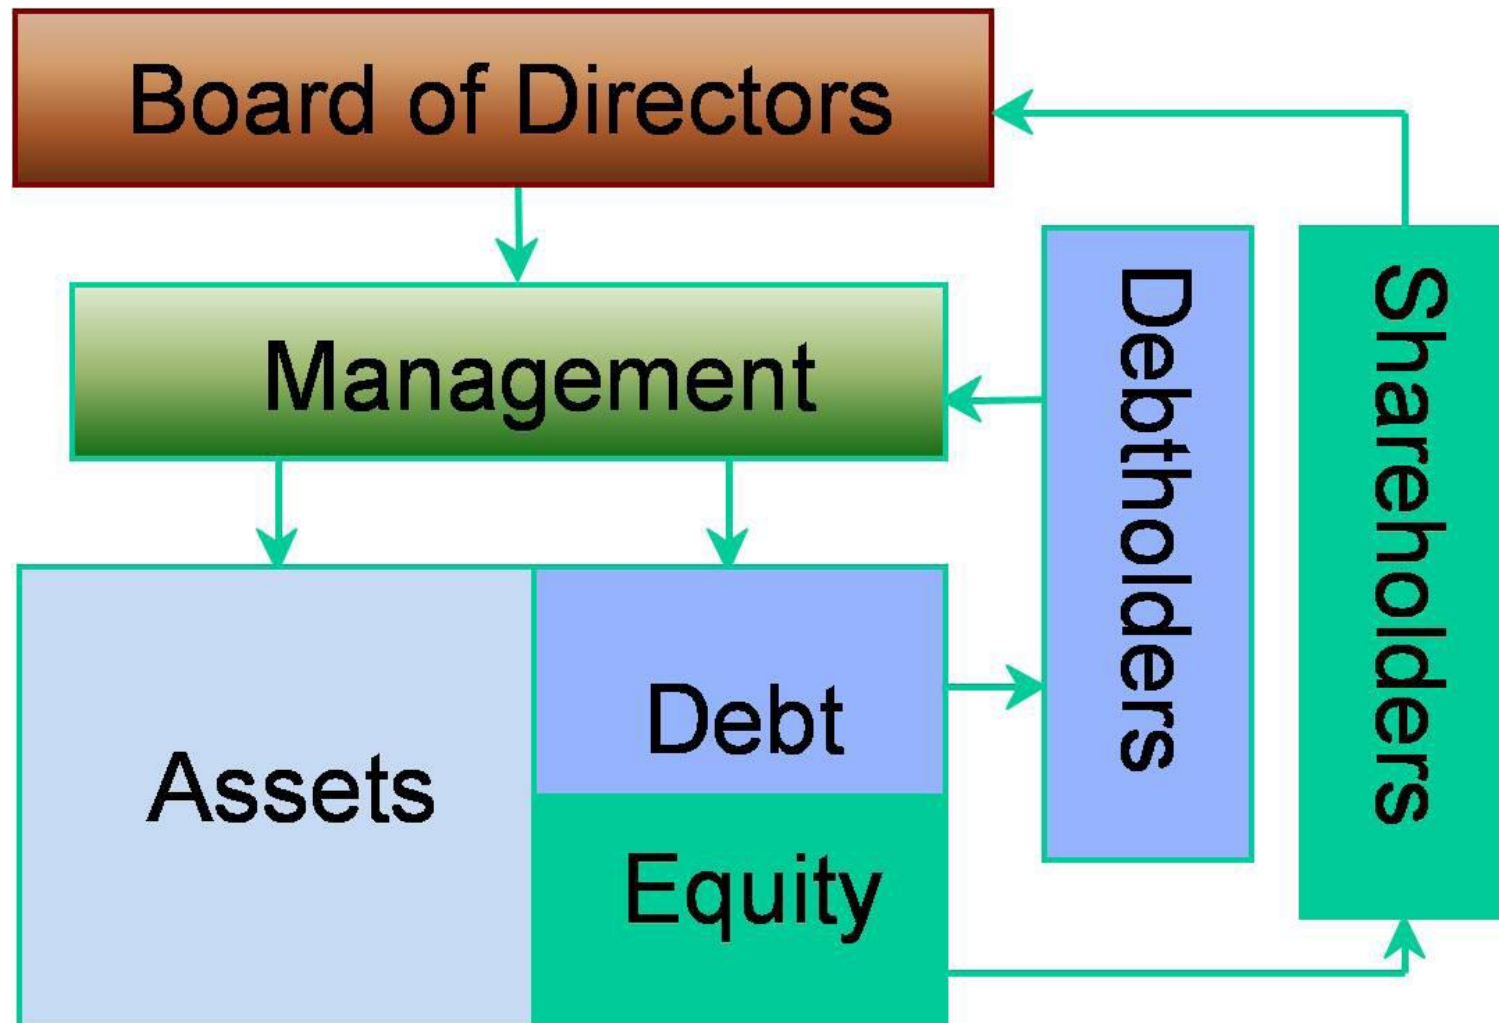 Board of Directors
Management
Debtholders
Shareholders
Assets
Debt
Equity